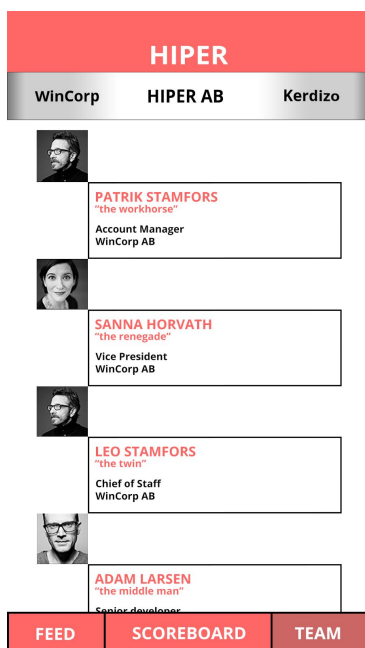 HIPER
WinCorp HIPER AB Kerdizo
PATRIK STAMFORS
"the workhorse"
Account Manager
WinCorp AB
SANNA HORVATH
"the renegade"
Vice President
WinCorp AB
LEO STAMFORS
"the twin"
Chief of Staff
WinCorp AB
ADAM LARSEN
"the middle man"
Senior developer
FEED SCOREBOARD TEAM